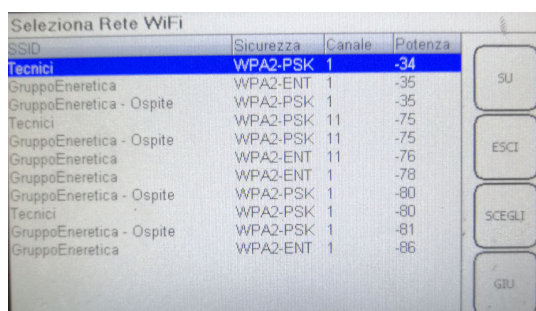 Seleziona Rete WiFi
SSID Sicurezza Canale Potenza
Tecnici WPA2-PSK 1 -34
GruppoEneretica WPA2-ENT 1 -35
GruppoEneretica - Ospite WPA2-PSK 1 -35
Tecnici WPA2-PSK 11 -75
GruppoEneretica - Ospite WPA2-PSK 11 -75
GruppoEneretica WPA2-ENT 11 -76
GruppoEneretica WPA2-ENT 1 -78
GruppoEneretica - Ospite WPA2-PSK 1 -80
Tecnici WPA2-PSK 1 -80
GruppoEneretica - Ospite WPA2-PSK 1 -81
GruppoEneretica WPA2-ENT 1 -86
SU
ESCI
SCEGLI
GIU